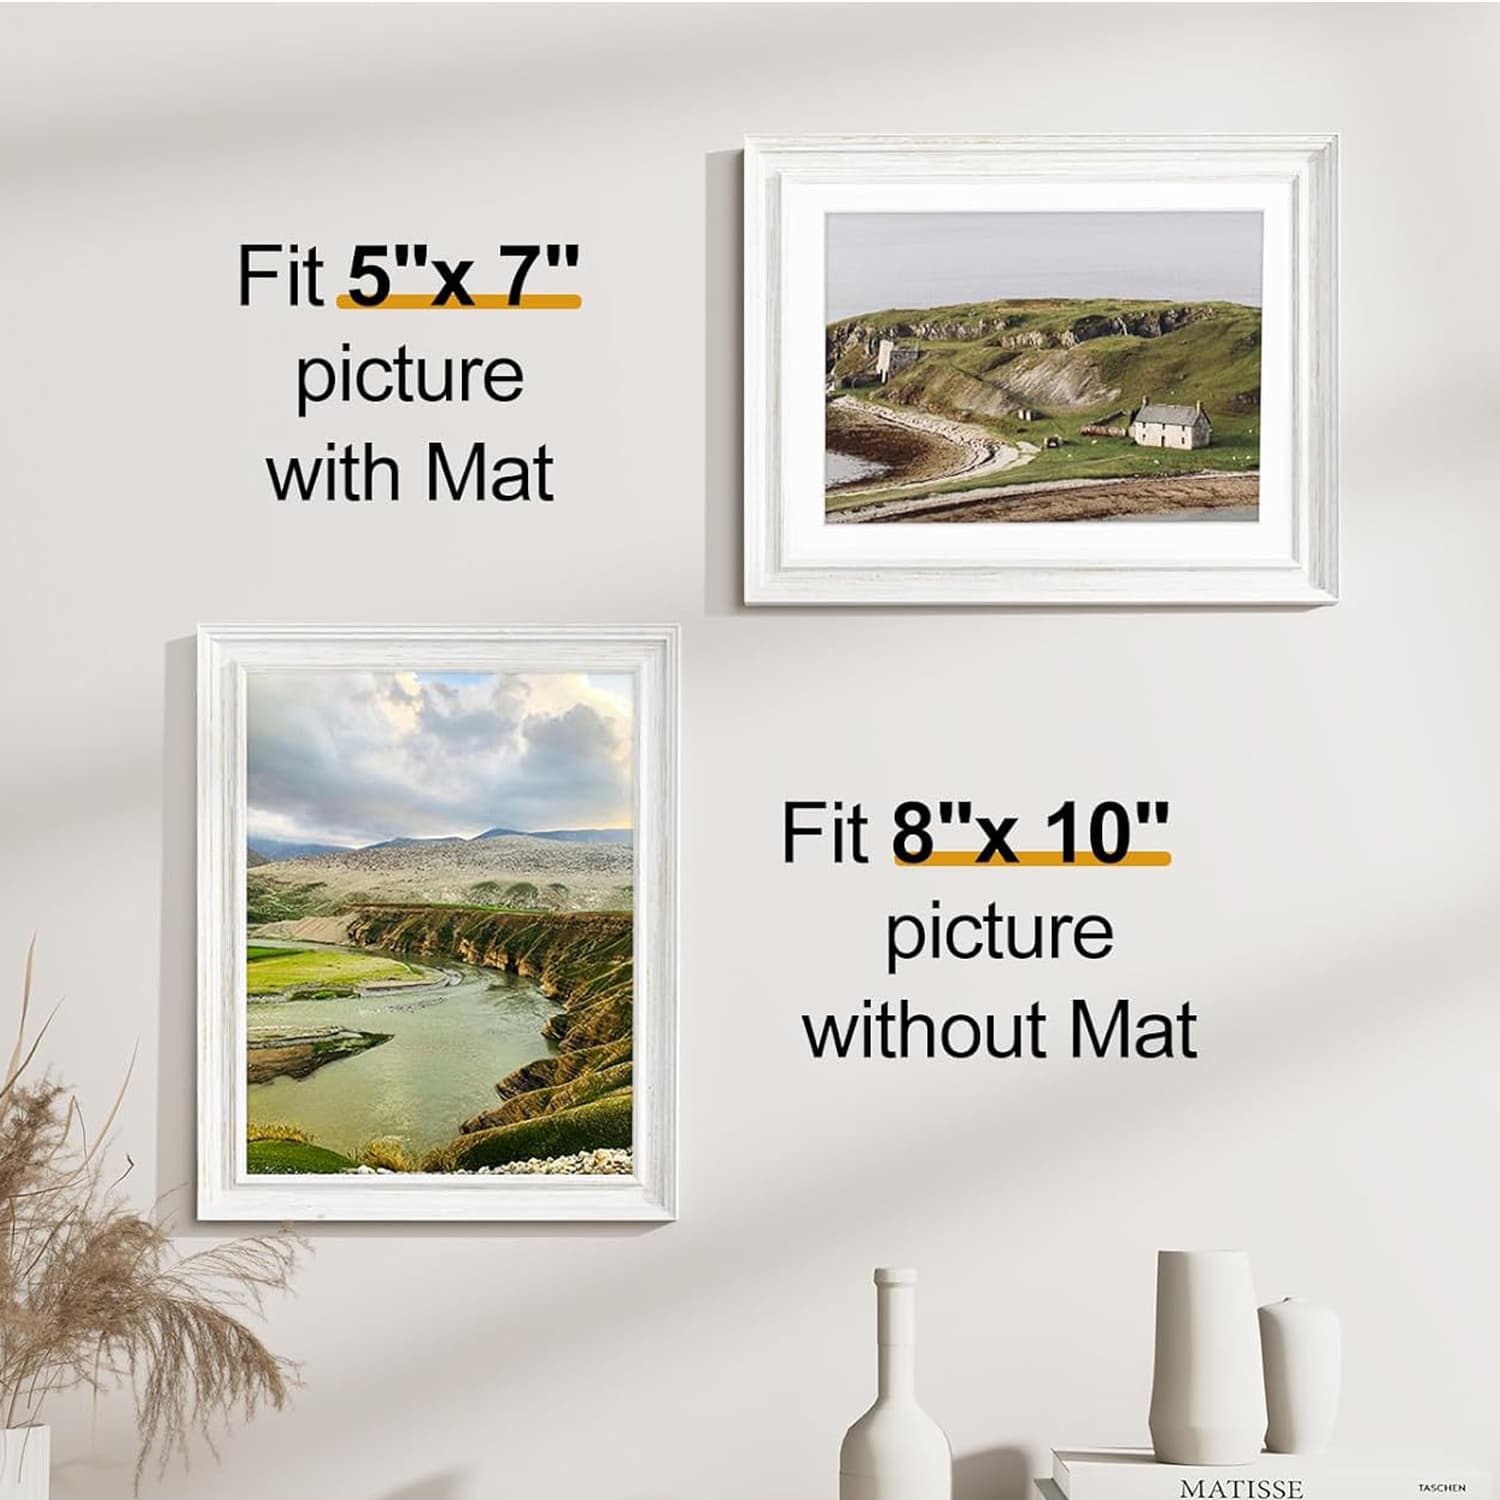 Fit 5"x 7"
picture
with Mat
Fit 8"x 10"
picture
without Mat
MATISSE
TASCHEN